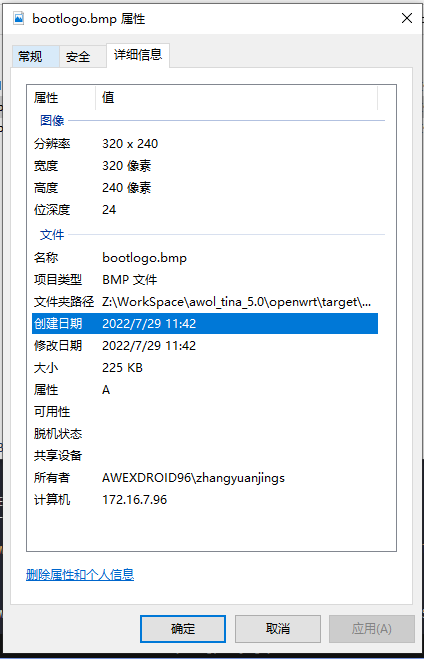 bootlogo.bmp 属性
常规 安全 详细信息
属性 值
图像
分辨率 320 x 240
宽度 320 像素
高度 240 像素
位深度 24
文件
名称 bootlogo.bmp
项目类型 BMP 文件
文件夹路径 Z:\WorkSpace\awol_tina_5.0\openwrt\target\...
创建日期 2022/7/29 11:42
修改日期 2022/7/29 11:42
大小 225 KB
属性 A
可用性
脱机状态
共享设备
所有者 AWEXDROID96\zhangyuanjings
计算机 172.16.7.96
删除属性和个人信息
确定 取消 应用(A)